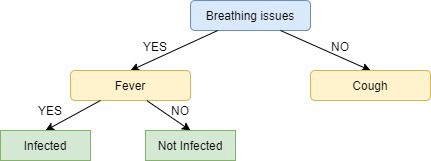 Breathing issues
YES
NO
Fever
Cough
YES
NO
Infected
Not Infected